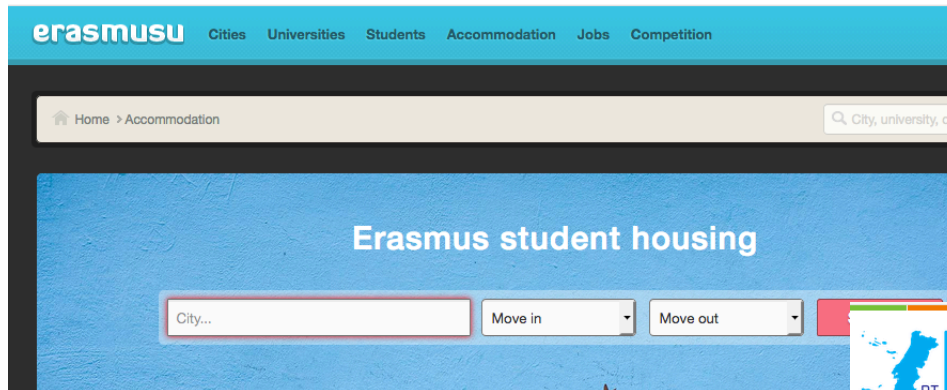 erasmusu Cities Universities Students Accommodation Jobs Competition
Home > Accommodation
City, university,
Erasmus student housing
City... Move in Move out
PT